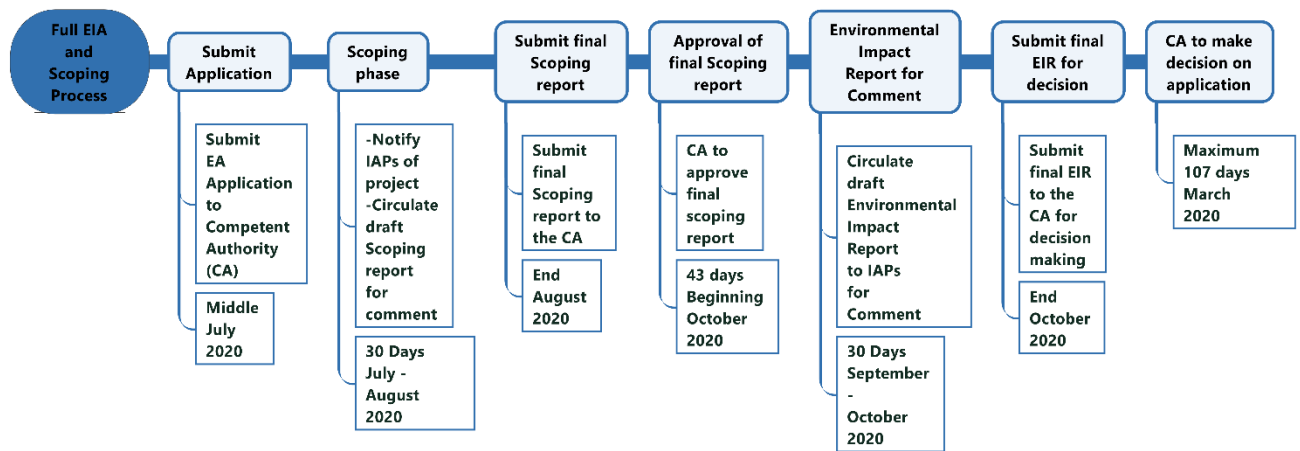 Full EIA
and
Scoping
Process
Submit
Application
Scoping
phase
Submit final
Scoping
report
Approval of
final Scoping
report
Environmental
Impact
Report for
Comment
Submit final
EIR for
decision
CA to make
decision on
application
Submit
EA
Application
to
Competent
Authority
(CA)
Middle
July
2020
-Notify
IAPs of
project
-Circulate
draft
Scoping
report
for
comment
30 Days
July -
August
2020
Submit
final
Scoping
report to
the CA
End
August
2020
CA to
approve
final
scoping
report
43 days
Beginning
October
2020
Circulate
draft
Environmental
Impact
Report
to IAPs
for
Comment
30 Days
September
-
October
2020
Submit
final EIR
to the
CA for
decision
making
End
October
2020
Maximum
107 days
March
2020